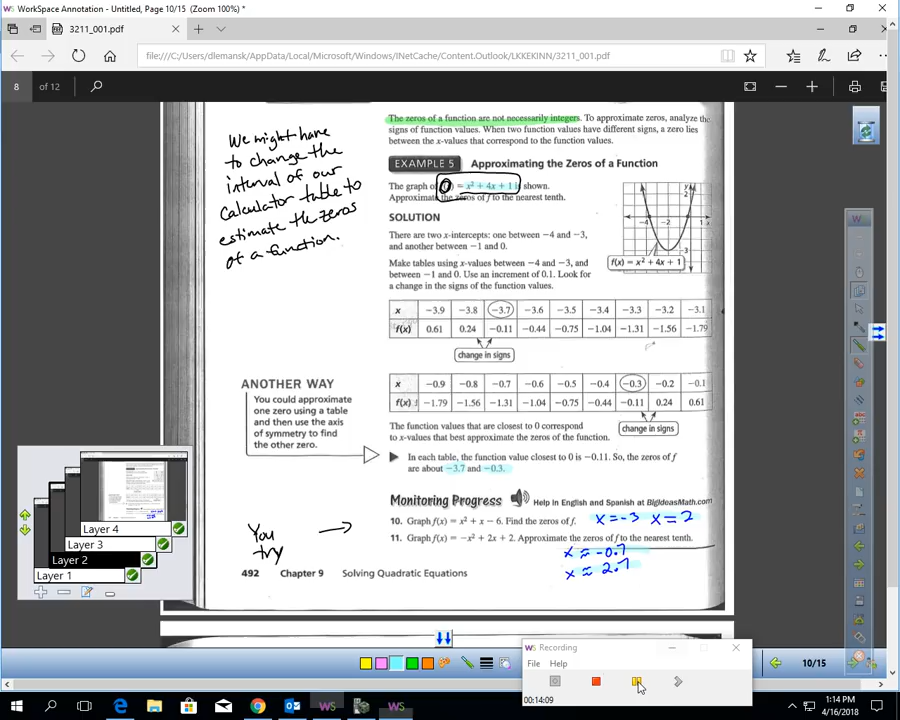 WorkSpace Annotation - Untitled, Page 10/15 (Zoom 100%) *
3211_001.pdf
file:///C:/Users/dlemansk/AppData/Local/Microsoft/Windows/INetCache/Content.Outlook/LKKEKINN/3211_001.pdf
8 of 12
We might have
to change the
interval of our
calculator table to
estimate the zeros
of a function.
The zeros of a function are not necessarily integers. To approximate zeros, analyze the
signs of function values. When two function values have different signs, a zero lies
between the x-values that correspond to the function values.
EXAMPLE 5 Approximating the Zeros of a Function
The graph of = x² + 4x + 1 is shown.
Approximate the zeros of f to the nearest tenth.
SOLUTION
There are two x-intercepts: one between −4 and −3,
and another between −1 and 0.
Make tables using x-values between −4 and −3, and
between −1 and 0. Use an increment of 0.1. Look for
a change in the signs of the function values.
y
2
−4 −2 1 x
−3
f(x) = x² + 4x + 1
x −3.9 −3.8 −3.7 −3.6 −3.5 −3.4 −3.3 −3.2 −3.1
f(x) 0.61 0.24 −0.11 −0.44 −0.75 −1.04 −1.31 −1.56 −1.79
change in signs
ANOTHER WAY
You could approximate
one zero using a table
and then use the axis
of symmetry to find
the other zero.
x −0.9 −0.8 −0.7 −0.6 −0.5 −0.4 −0.3 −0.2 −0.1
f(x) −1.79 −1.56 −1.31 −1.04 −0.75 −0.44 −0.11 0.24 0.61
change in signs
The function values that are closest to 0 correspond
to x-values that best approximate the zeros of the function.
In each table, the function value closest to 0 is −0.11. So, the zeros of f
are about −3.7 and −0.3.
Monitoring Progress Help in English and Spanish at BigIdeasMath.com
You
try
10. Graph f(x) = x² + x − 6. Find the zeros of f. x = -3 x = 2
11. Graph f(x) = −x² + 2x + 2. Approximate the zeros of f to the nearest tenth.
x ≈ -0.7
x ≈ 2.7
492 Chapter 9 Solving Quadratic Equations
Layer 4
Layer 3
Layer 2
Layer 1
Recording
File Help
00:14:09
10/15
1:14 PM
4/16/2018